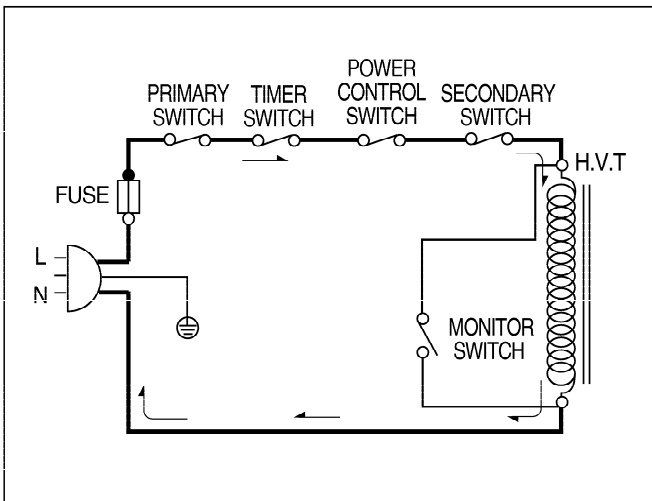 POWER
PRIMARY TIMER CONTROL SECONDARY
SWITCH SWITCH SWITCH SWITCH
H.V.T
FUSE
L
N
MONITOR
SWITCH